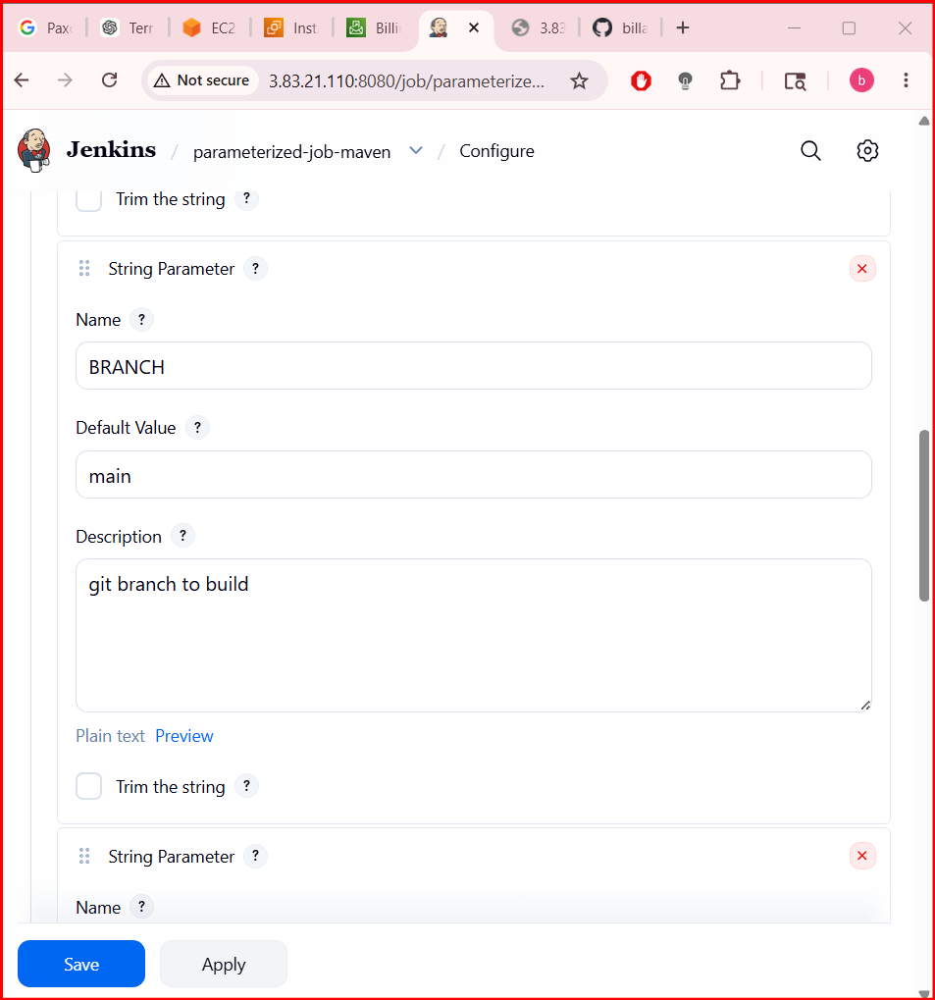 Pax
Terr
EC2
Inst
Billi
3.83
billa
Not secure
3.83.21.110:8080/job/parameterize...
b
Jenkins / parameterized-job-maven / Configure
Trim the string ?
String Parameter ?
Name ?
BRANCH
Default Value ?
main
Description ?
git branch to build
Plain text Preview
Trim the string ?
String Parameter ?
Name ?
Save Apply